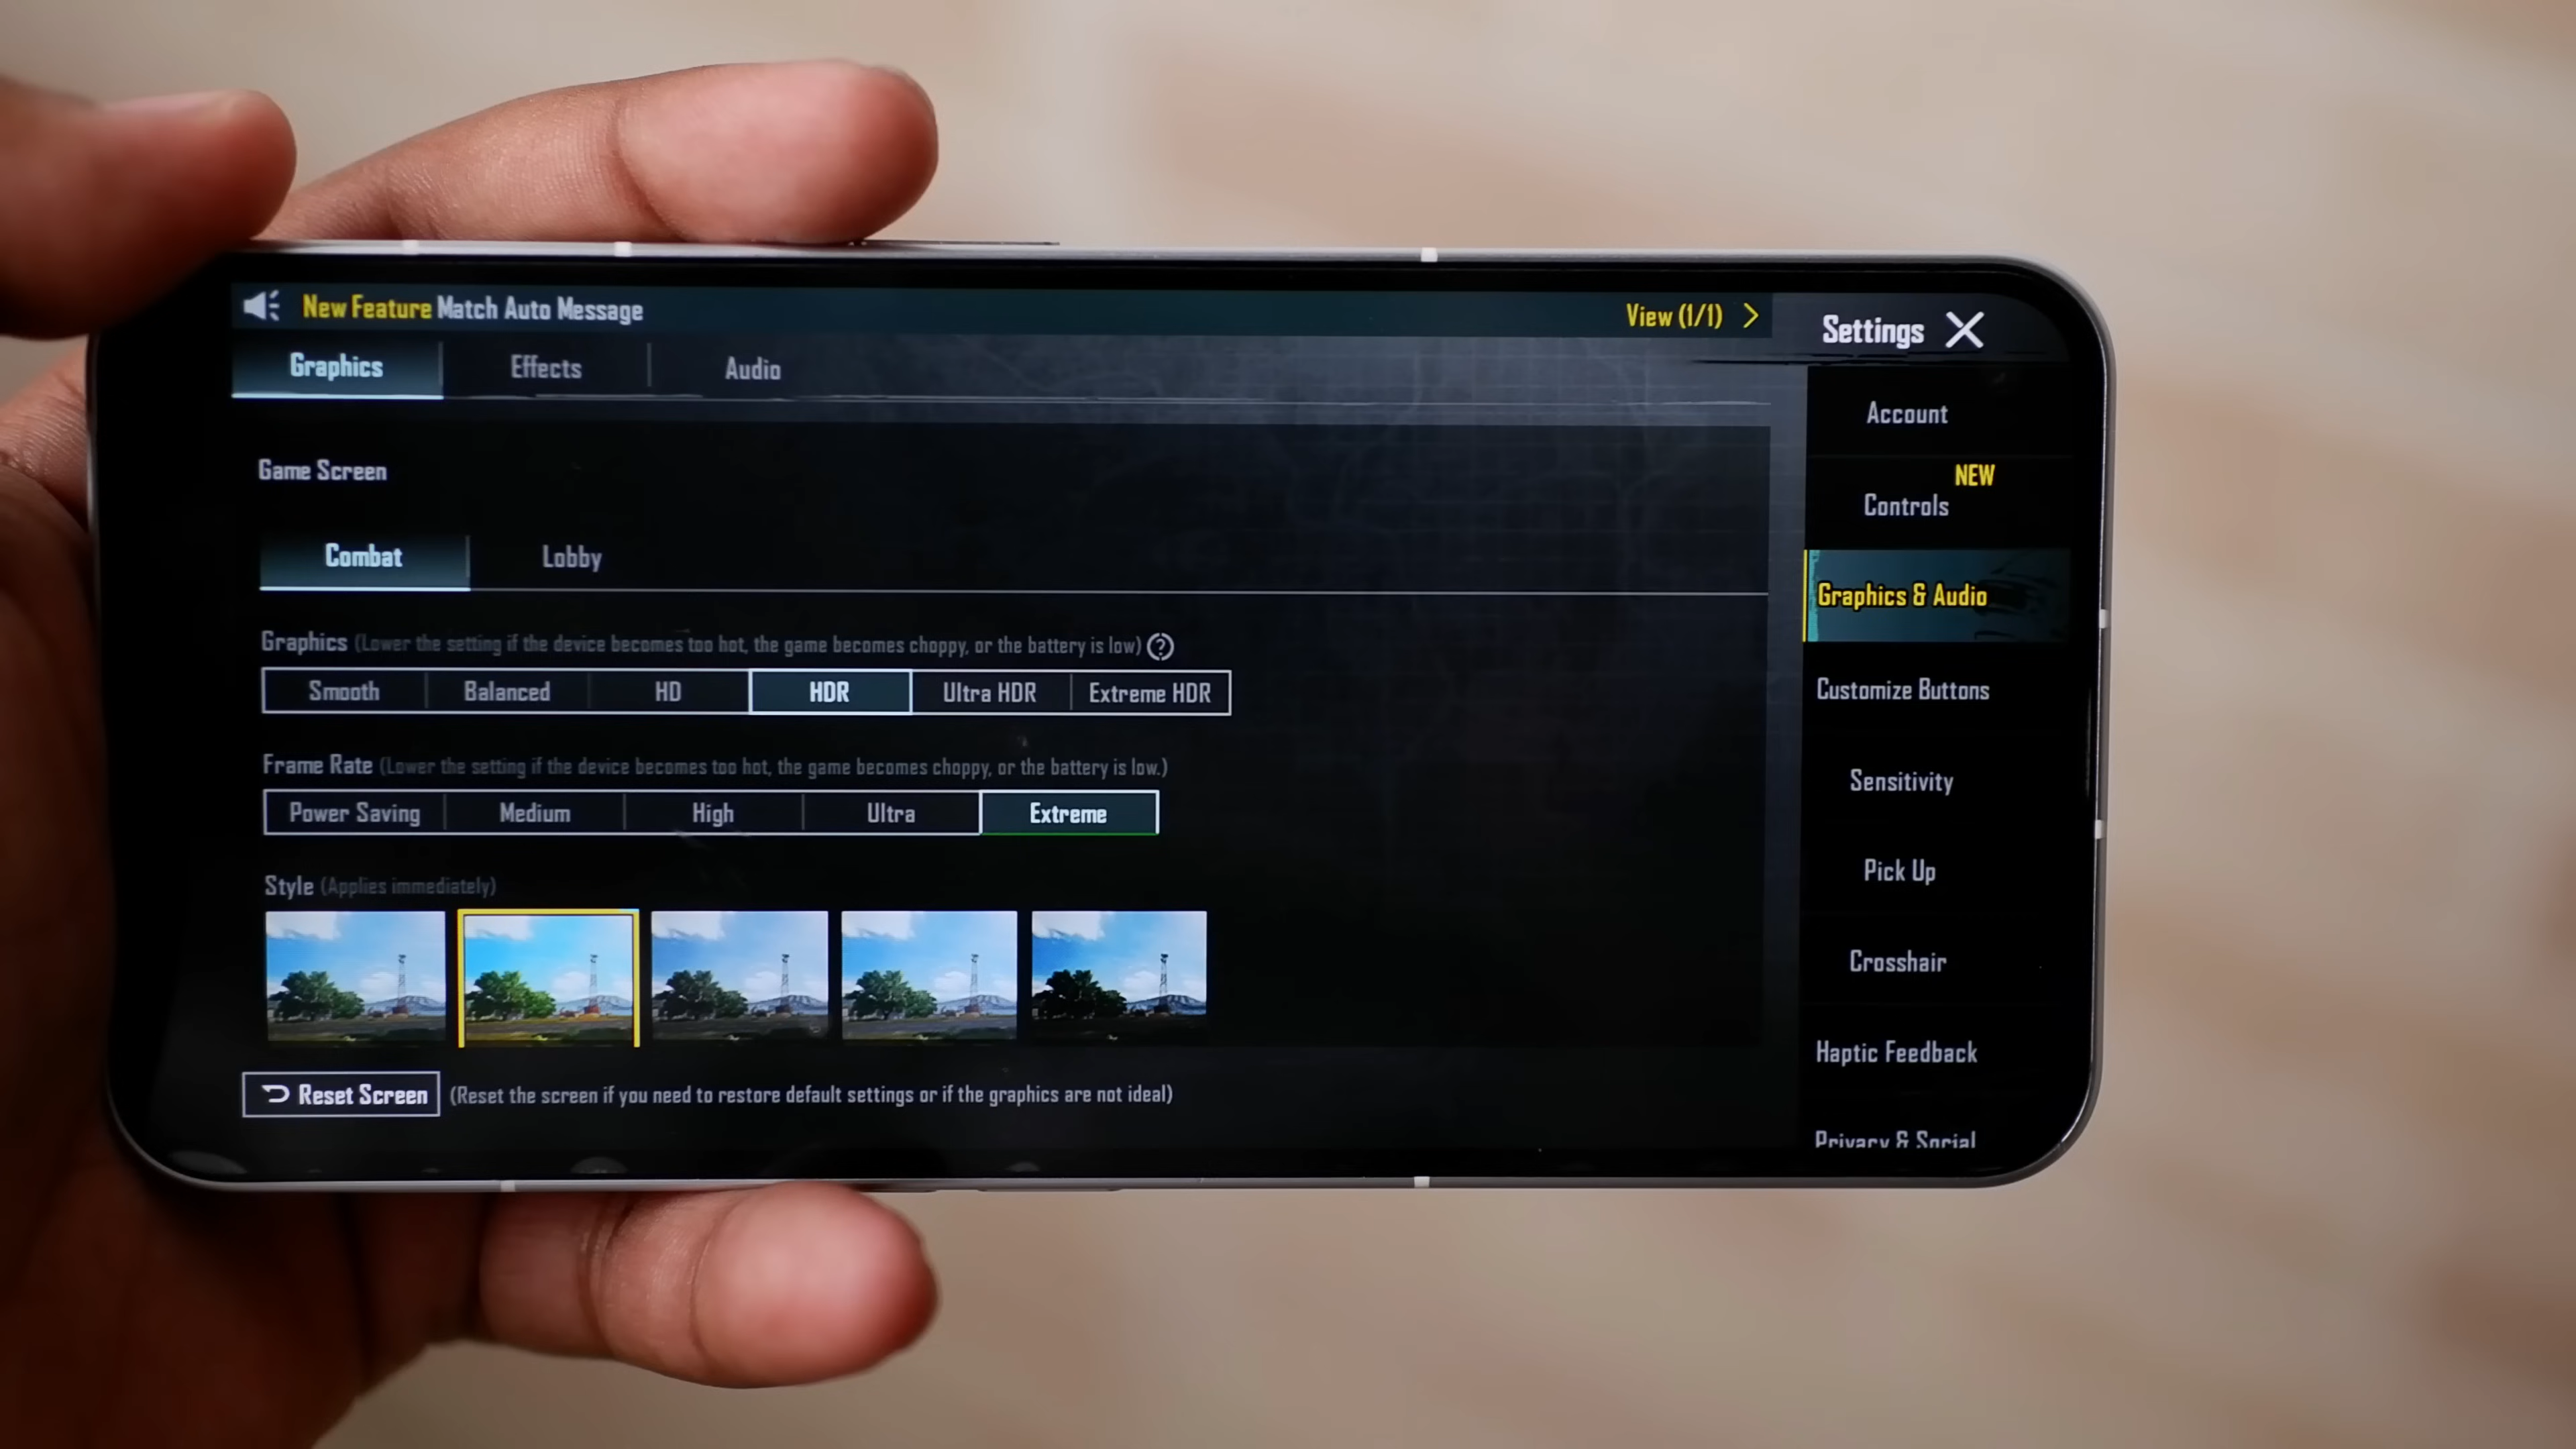 New Feature Match Auto Message
View (1/1)
Settings
Graphics
Effects
Audio
Game Screen
Combat
Lobby
Graphics (Lower the setting if the device becomes too hot, the game becomes choppy, or the battery is low)
Smooth
Balanced
HD
HDR
Ultra HDR
Extreme HDR
Frame Rate (Lower the setting if the device becomes too hot, the game becomes choppy, or the battery is low.)
Power Saving
Medium
High
Ultra
Extreme
Style (Applies immediately)
Reset Screen
(Reset the screen if you need to restore default settings or if the graphics are not ideal)
Account
NEW
Controls
Graphics & Audio
Customize Buttons
Sensitivity
Pick Up
Crosshair
Haptic Feedback
Privacy & Social